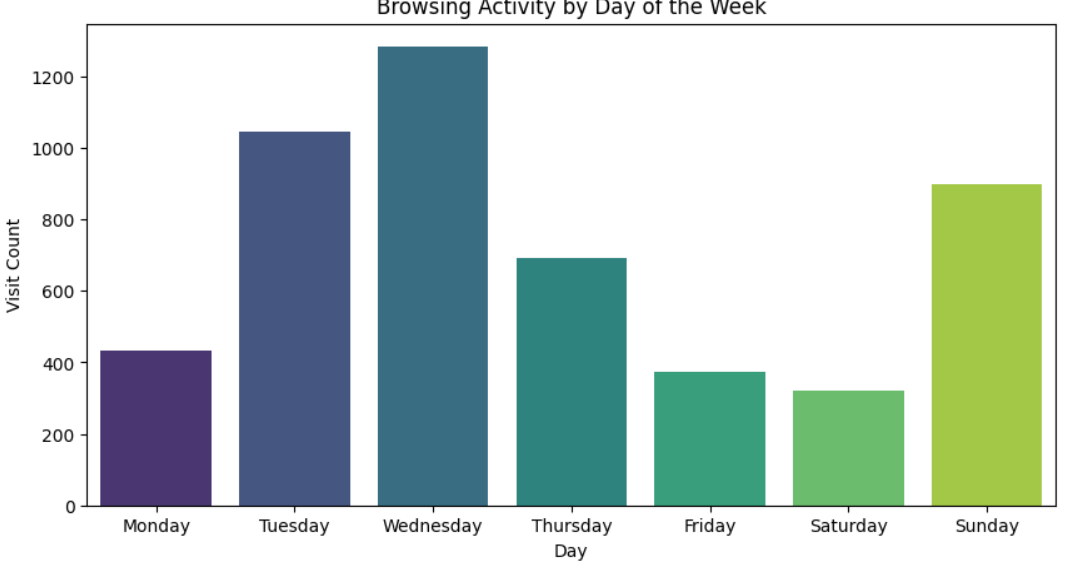 Browsing Activity by Day of the Week
1200
1000
800
600
400
200
0
Visit Count
Monday Tuesday Wednesday Thursday Friday Saturday Sunday
Day